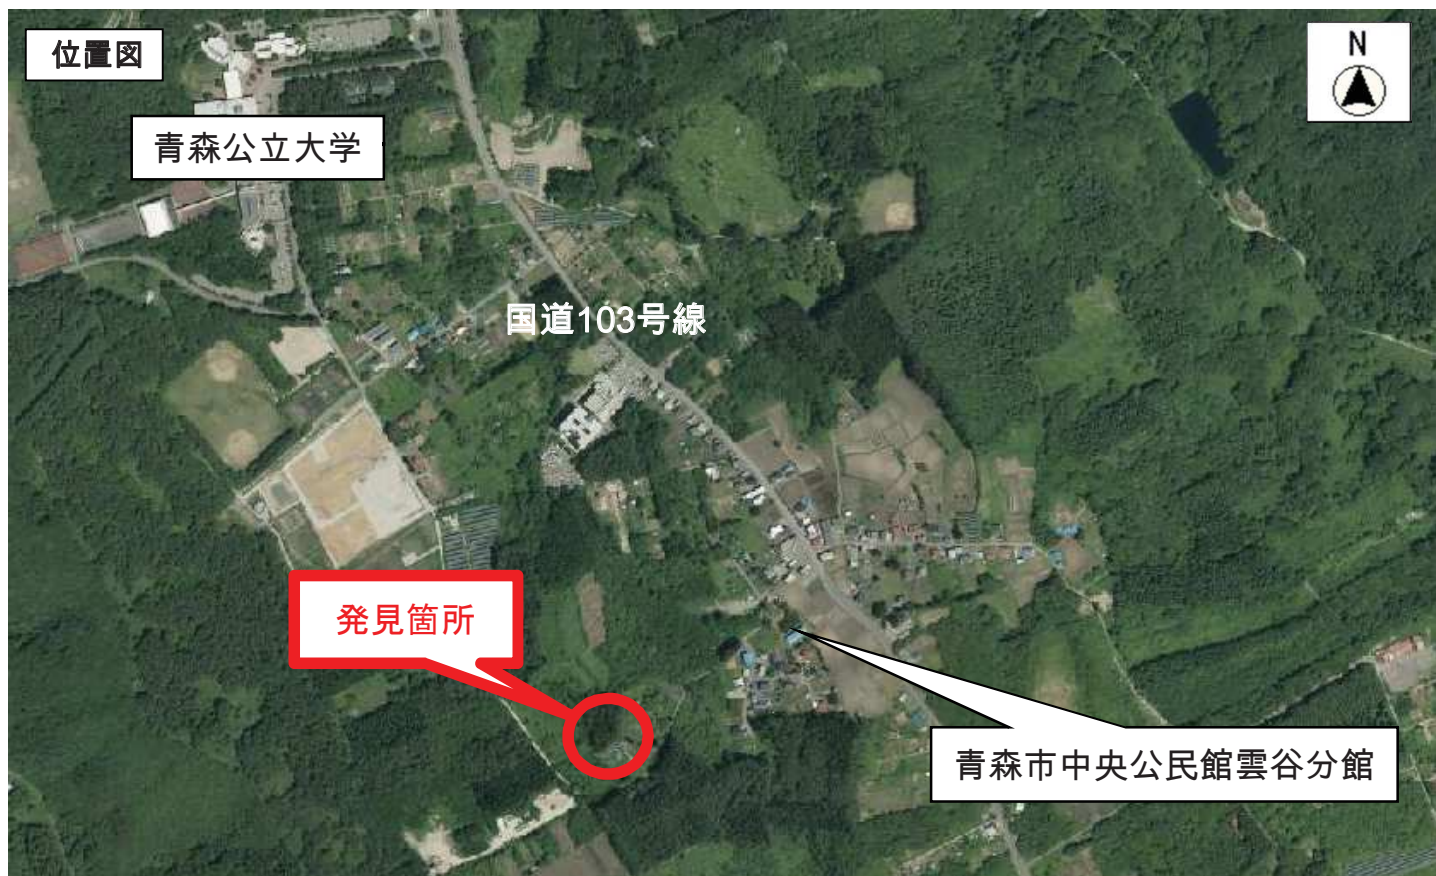 位置図
N
青森公立大学
国道103号線
発見箇所
青森市中央公民館雲谷分館